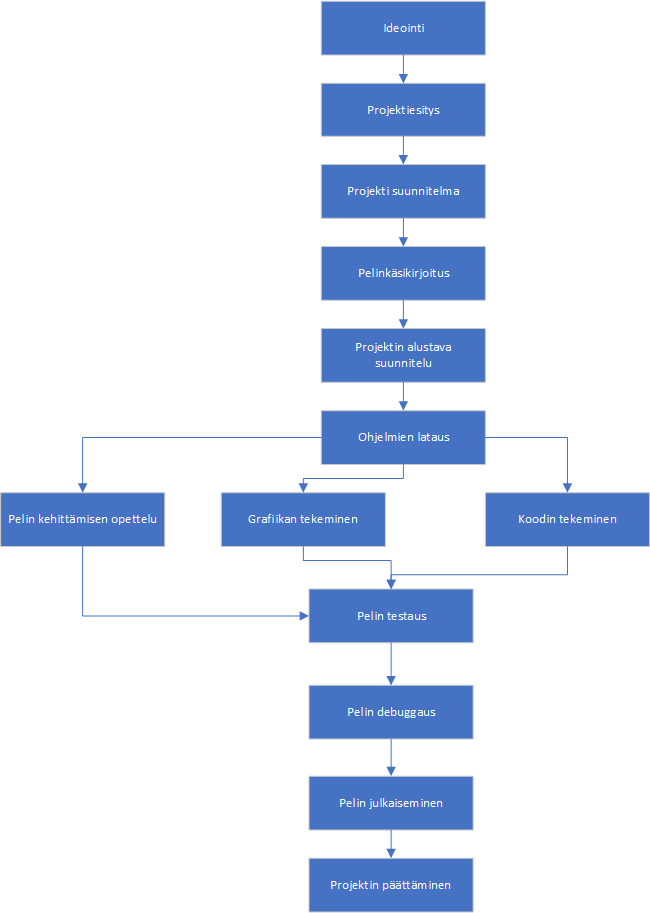 Ideointi
Projektiesitys
Projekti suunnitelma
Pelinkäsikirjoitus
Projektin alustava
suunnitelu
Ohjelmien lataus
Pelin kehittämisen opettelu
Grafiikan tekeminen
Koodin tekeminen
Pelin testaus
Pelin debuggaus
Pelin julkaiseminen
Projektin päättäminen